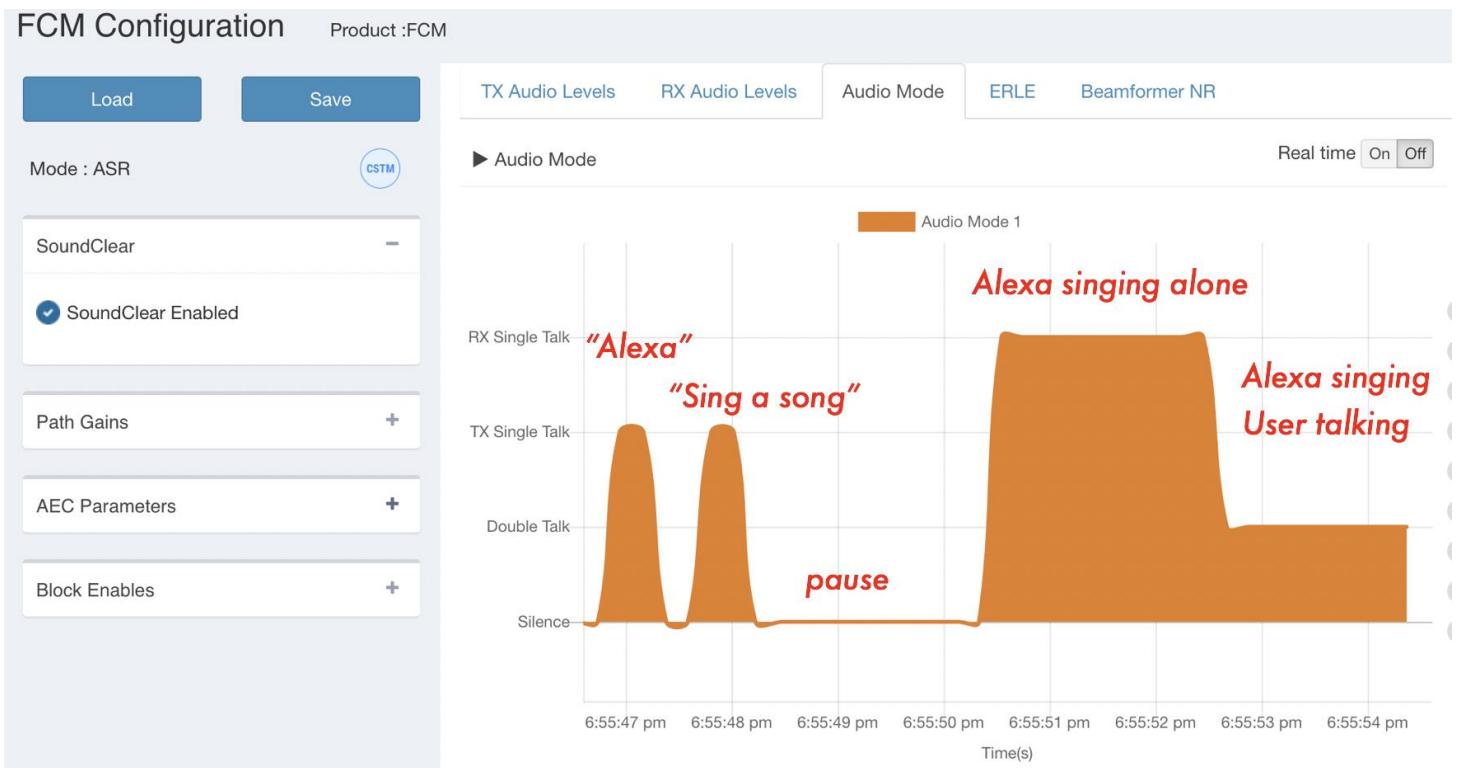 FCM Configuration Product :FCM
Load Save
Mode : ASR CSTM
SoundClear −
SoundClear Enabled
Path Gains +
AEC Parameters +
Block Enables +
TX Audio Levels RX Audio Levels Audio Mode ERLE Beamformer NR
Audio Mode Real time On Off
Audio Mode 1
Alexa singing alone
RX Single Talk "Alexa"
"Sing a song"
Alexa singing
User talking
TX Single Talk
Double Talk
pause
Silence
6:55:47 pm 6:55:48 pm 6:55:49 pm 6:55:50 pm 6:55:51 pm 6:55:52 pm 6:55:53 pm 6:55:54 pm
Time(s)